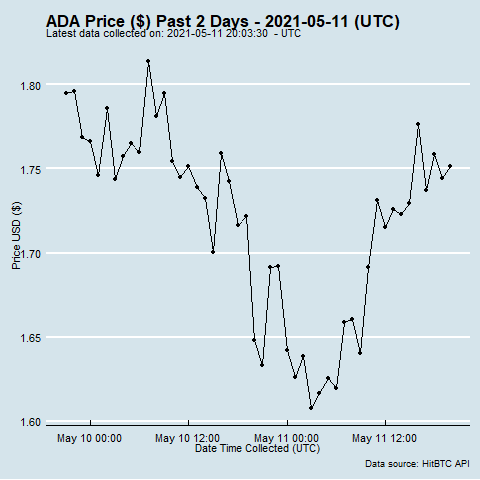 ADA Price ($) Past 2 Days - 2021-05-11 (UTC)
Latest data collected on: 2021-05-11 20:03:30 - UTC
Price USD ($)
1.80
1.75
1.70
1.65
1.60
May 10 00:00 May 10 12:00 May 11 00:00 May 11 12:00
Date Time Collected (UTC)
Data source: HitBTC API